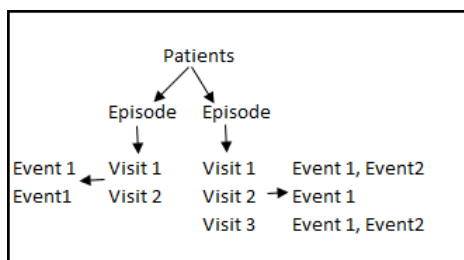 Patients
Episode Episode
Event 1 Visit 1 Visit 1 Event 1, Event2
Event1 Visit 2 Visit 2 Event 1
Visit 3 Event 1, Event2